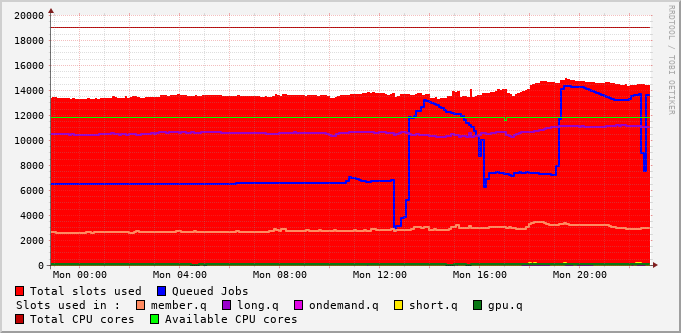 20000
18000
16000
14000
12000
10000
8000
6000
4000
2000
0
Mon 00:00 Mon 04:00 Mon 08:00 Mon 12:00 Mon 16:00 Mon 20:00
RRDTOOL / TOBI OETIKER
Total slots used Queued Jobs
Slots used in : member.q long.q ondemand.q short.q gpu.q
Total CPU cores Available CPU cores